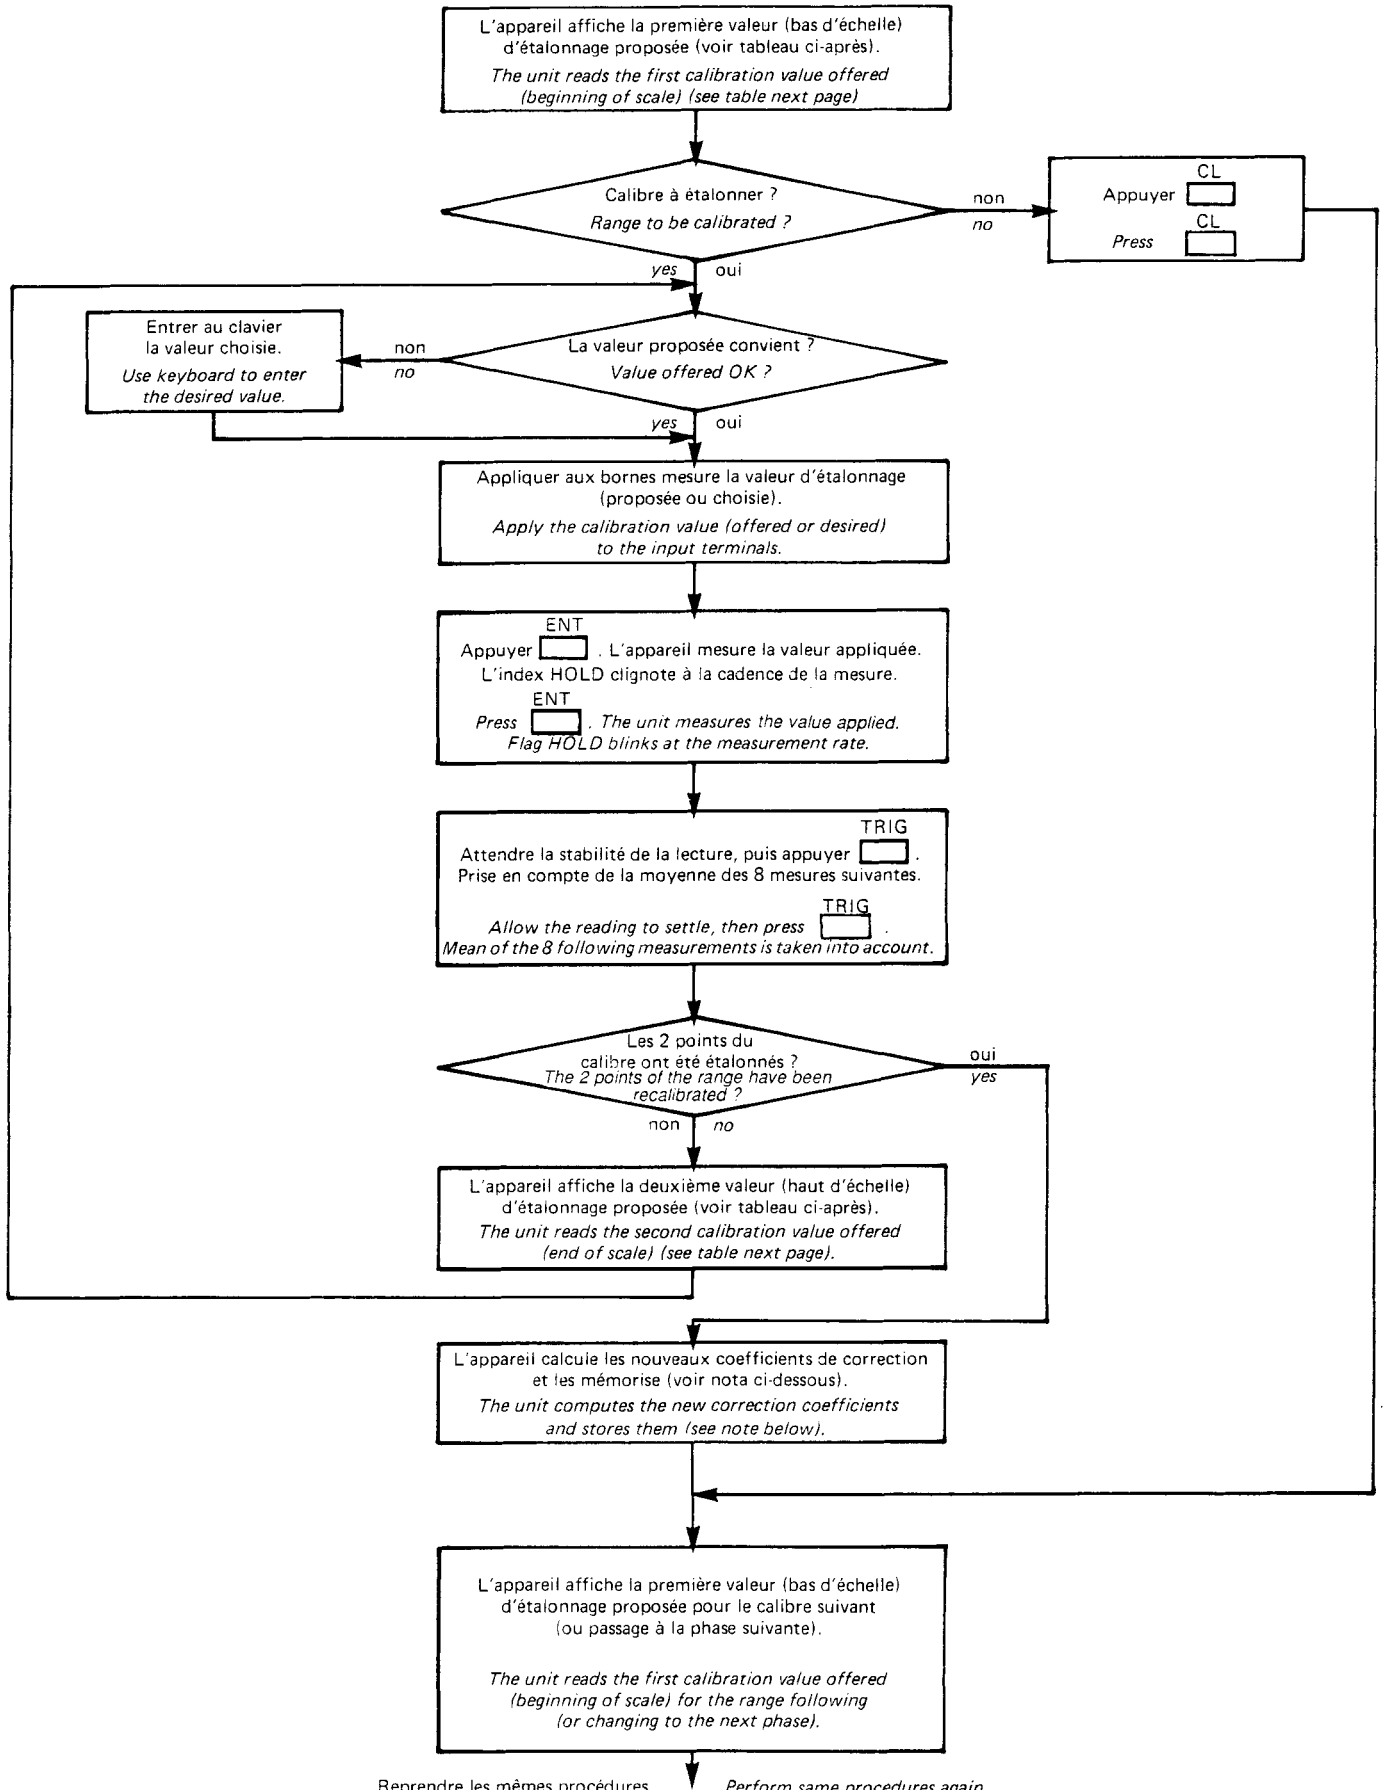 L'appareil affiche la première valeur (bas d'échelle)
d'étalonnage proposée (voir tableau ci-après).
The unit reads the first calibration value offered
(beginning of scale) (see table next page)
Calibre à étalonner ?
Range to be calibrated ?
non
no
CL
Appuyer
CL
Press
yes oui
Entrer au clavier
la valeur choisie.
Use keyboard to enter
the desired value.
non
no
La valeur proposée convient ?
Value offered OK ?
yes oui
Appliquer aux bornes mesure la valeur d'étalonnage
(proposée ou choisie).
Apply the calibration value (offered or desired)
to the input terminals.
ENT
Appuyer . L'appareil mesure la valeur appliquée.
L'index HOLD clignote à la cadence de la mesure.
ENT
Press . The unit measures the value applied.
Flag HOLD blinks at the measurement rate.
TRIG
Attendre la stabilité de la lecture, puis appuyer .
Prise en compte de la moyenne des 8 mesures suivantes.
TRIG
Allow the reading to settle, then press .
Mean of the 8 following measurements is taken into account.
Les 2 points du
calibre ont été étalonnés ?
The 2 points of the range have been
recalibrated ?
oui
yes
non no
L'appareil affiche la deuxième valeur (haut d'échelle)
d'étalonnage proposée (voir tableau ci-après).
The unit reads the second calibration value offered
(end of scale) (see table next page).
L'appareil calcule les nouveaux coefficients de correction
et les mémorise (voir nota ci-dessous).
The unit computes the new correction coefficients
and stores them (see note below).
L'appareil affiche la première valeur (bas d'échelle)
d'étalonnage proposée pour le calibre suivant
(ou passage à la phase suivante).
The unit reads the first calibration value offered
(beginning of scale) for the range following
(or changing to the next phase).
Reprendre les mêmes procédures Perform same procedures again